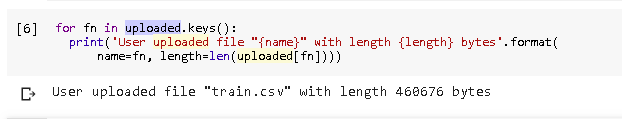 [6] for fn in uploaded.keys():
print('User uploaded file "{name}" with length {length} bytes'.format(
name=fn, length=len(uploaded[fn])))
User uploaded file "train.csv" with length 460676 bytes